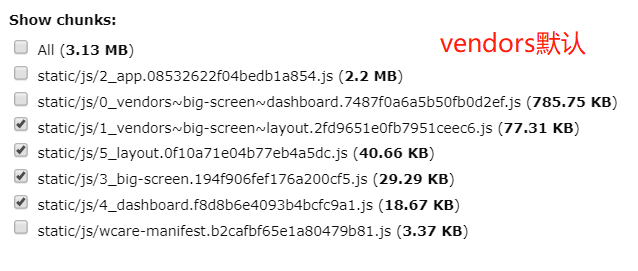 Show chunks:
vendors默认
All (3.13 MB)
static/js/2_app.08532622f04bedb1a854.js (2.2 MB)
static/js/0_vendors~big-screen~dashboard.7487f0a6a5b50fb0d2ef.js (785.75 KB)
static/js/1_vendors~big-screen~layout.2fd9651e0fb7951ceec6.js (77.31 KB)
static/js/5_layout.0f10a71e04b77eb4a5dc.js (40.66 KB)
static/js/3_big-screen.194f906fef176a200cf5.js (29.29 KB)
static/js/4_dashboard.f8d8b6e4093b4bcfc9a1.js (18.67 KB)
static/js/wcare-manifest.b2cafbf65e1a80479b81.js (3.37 KB)